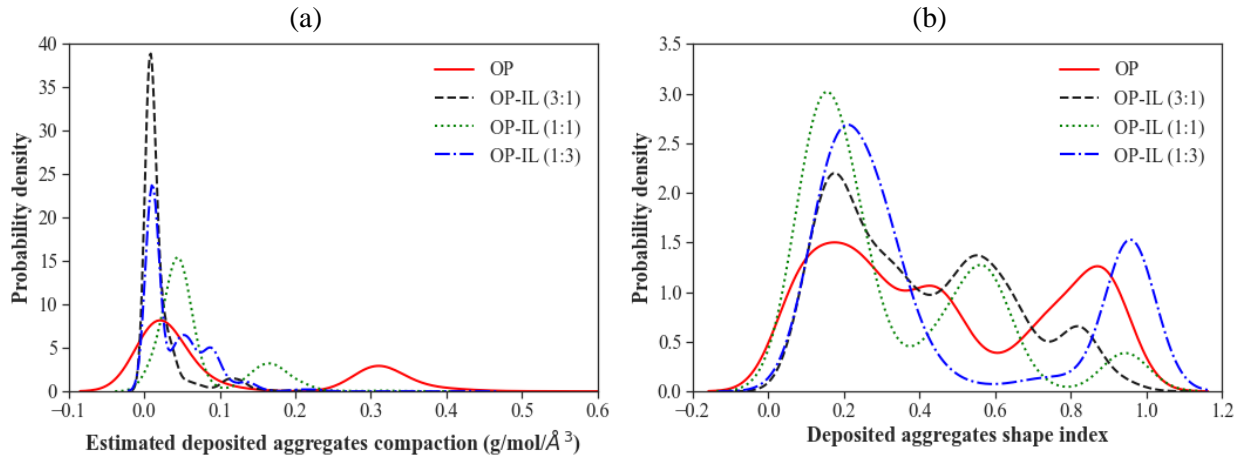 (a)
40
35
30
25
20
15
10
5
0
Probability density
−0.1 0.0 0.1 0.2 0.3 0.4 0.5 0.6
Estimated deposited aggregates compaction (g/mol/Å³)
OP
OP-IL (3:1)
OP-IL (1:1)
OP-IL (1:3)
(b)
3.5
3.0
2.5
2.0
1.5
1.0
0.5
0.0
Probability density
−0.2 0.0 0.2 0.4 0.6 0.8 1.0 1.2
Deposited aggregates shape index
OP
OP-IL (3:1)
OP-IL (1:1)
OP-IL (1:3)